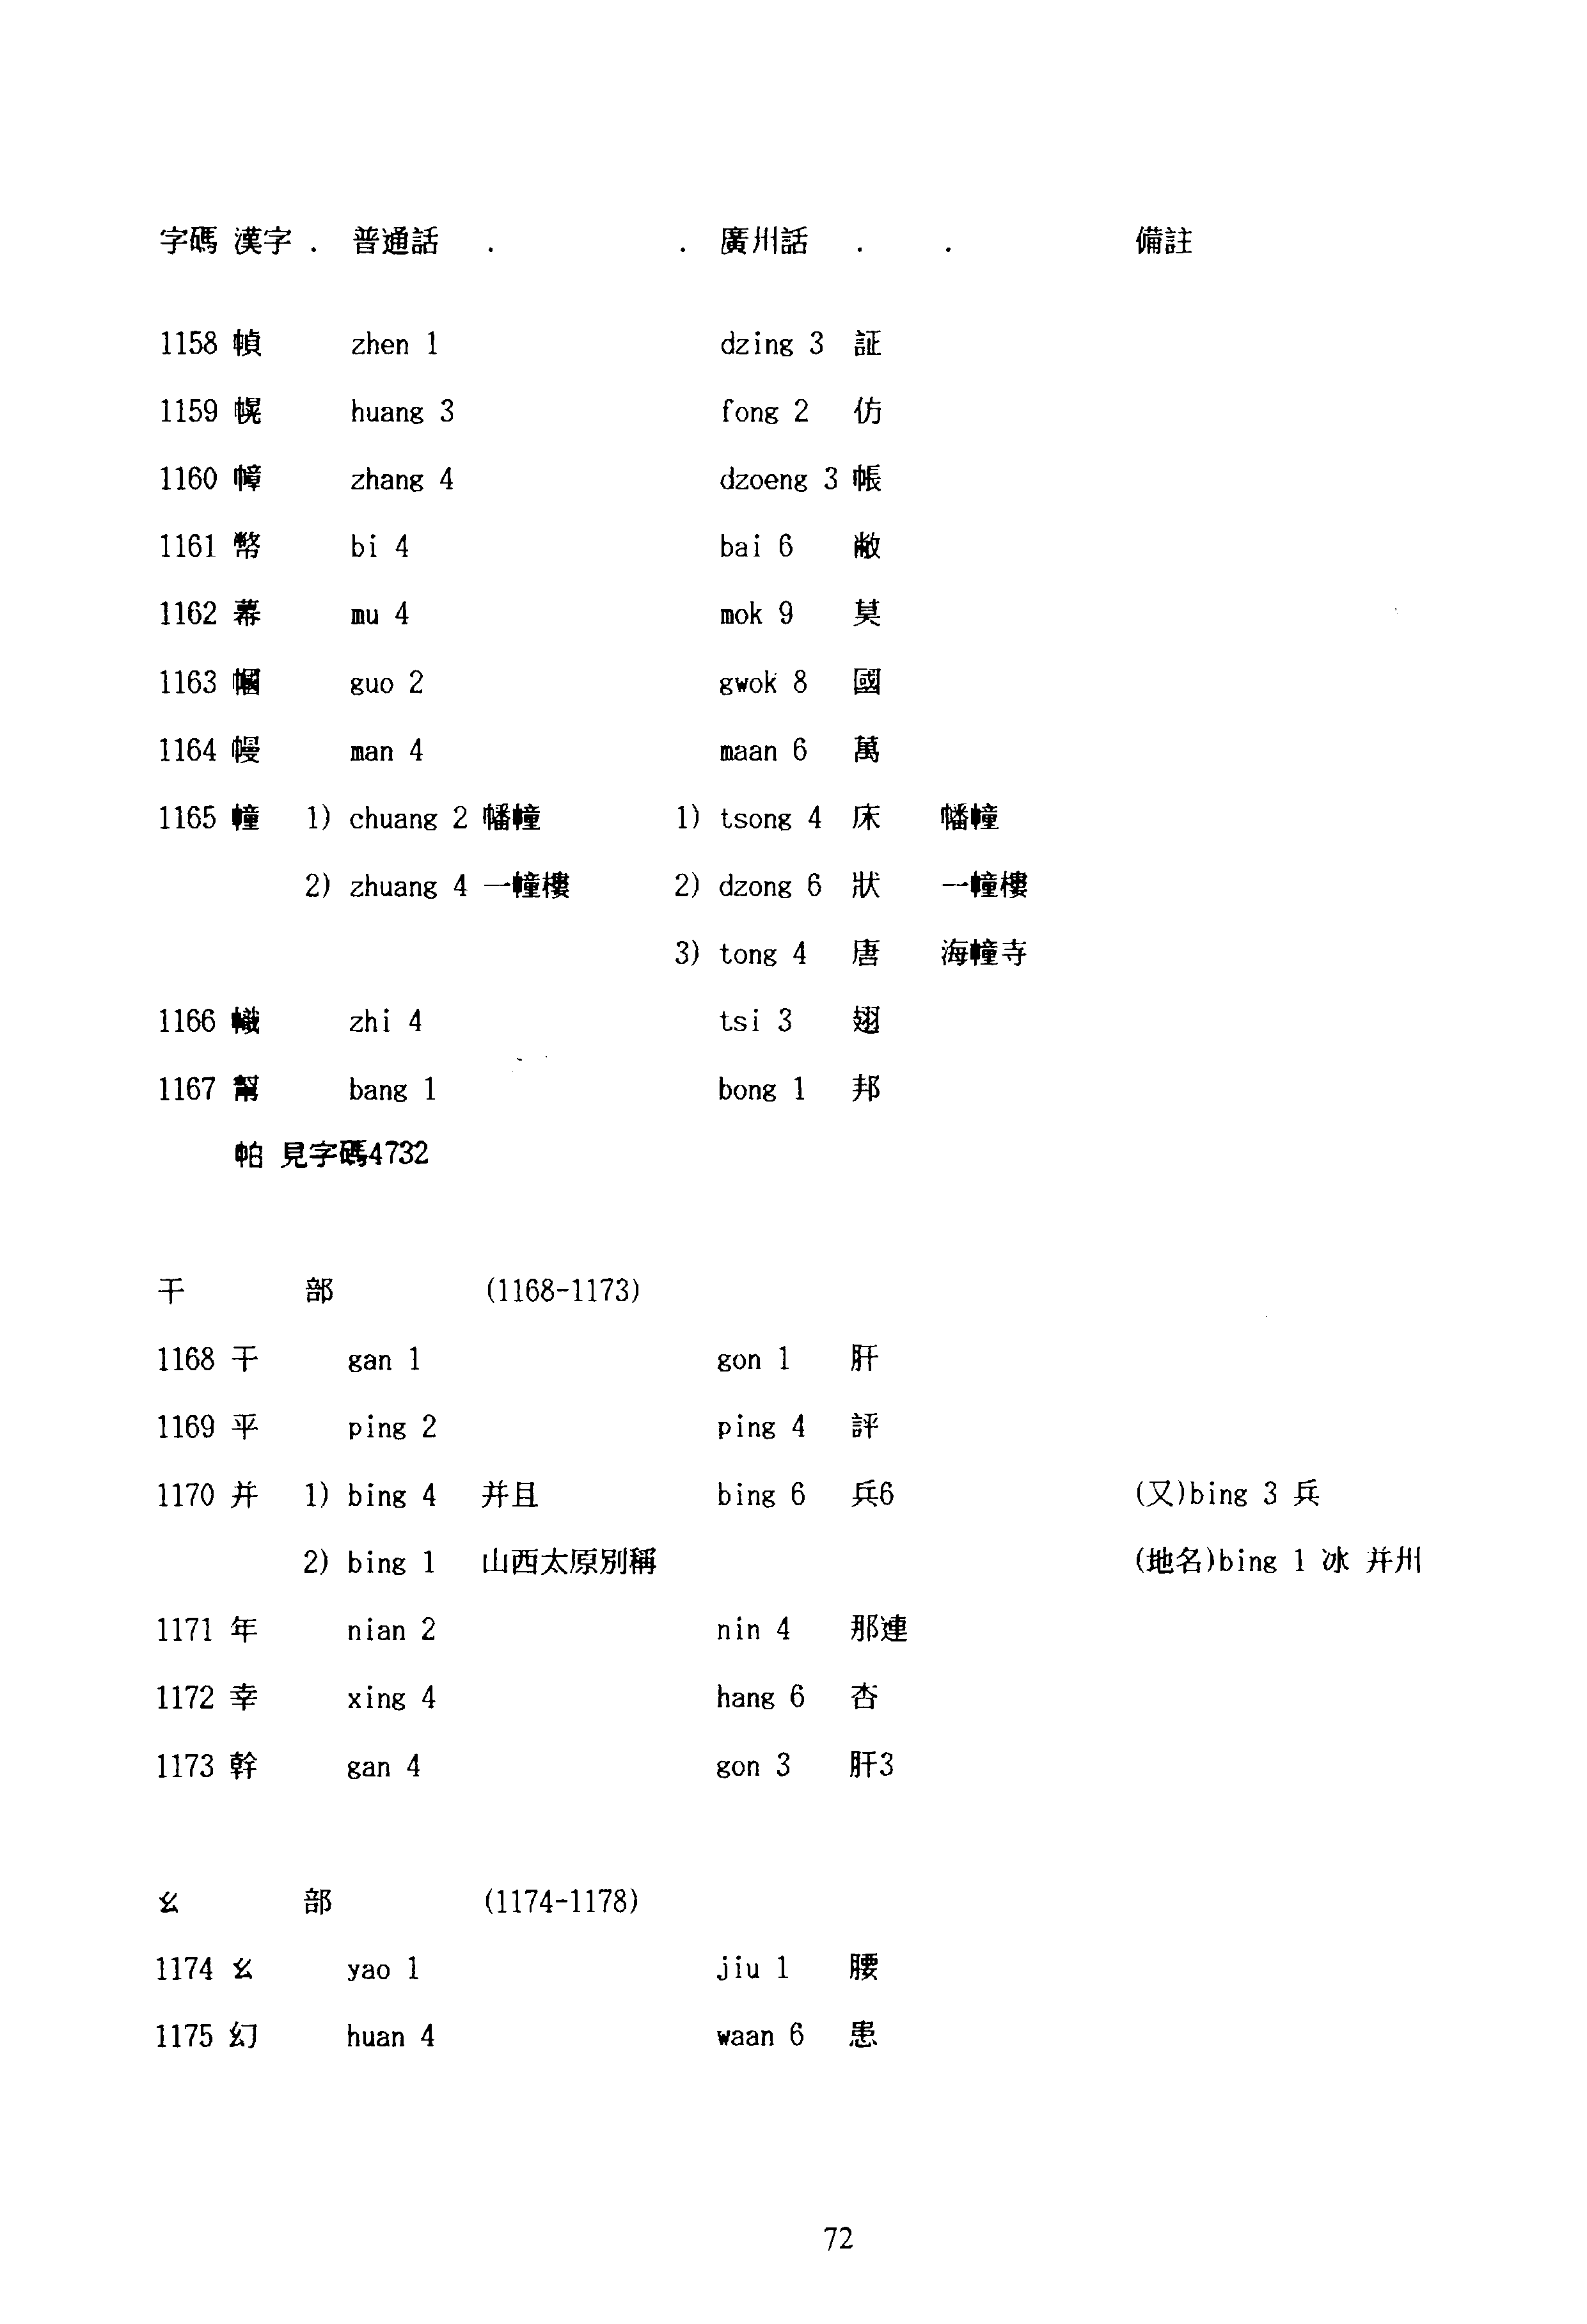 字碼 漢字 . 普通話 . . 廣州話 . . 備註
1158 幀 zhen 1 dzing 3 証
1159 幌 huang 3 fong 2 仿
1160 幛 zhang 4 dzoeng 3 帳
1161 幣 bi 4 bai 6 敝
1162 幕 mu 4 mok 9 莫
1163 幗 guo 2 gwok 8 國
1164 幔 man 4 maan 6 萬
1165 幢 1) chuang 2 幡幢 1) tsong 4 床 幡幢
2) zhuang 4 一幢樓 2) dzong 6 狀 一幢樓
3) tong 4 唐 海幢寺
1166 幟 zhi 4 tsi 3 翅
1167 幫 bang 1 bong 1 邦
帕 見字碼4732
干 部 (1168-1173)
1168 干 gan 1 gon 1 肝
1169 平 ping 2 ping 4 評
1170 并 1) bing 4 并且 bing 6 兵6 (又)bing 3 兵
2) bing 1 山西太原別稱 (地名)bing 1 冰 并州
1171 年 nian 2 nin 4 那連
1172 幸 xing 4 hang 6 杏
1173 幹 gan 4 gon 3 肝3
幺 部 (1174-1178)
1174 幺 yao 1 jiu 1 腰
1175 幻 huan 4 waan 6 患
72